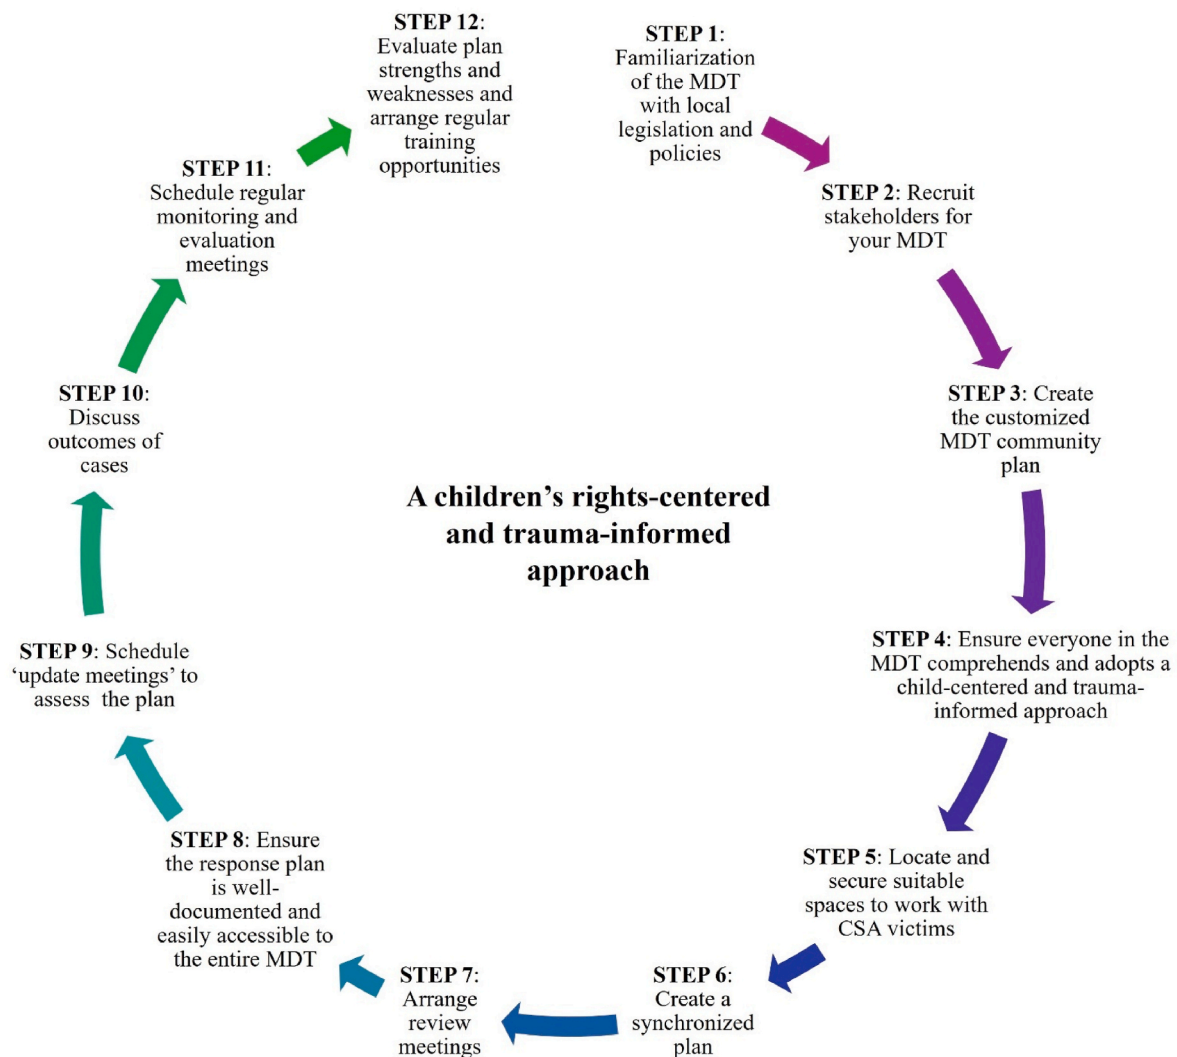 STEP 1:
Familiarization
of the MDT
with local
legislation and
policies
STEP 2: Recruit
stakeholders for
your MDT
STEP 3: Create
the customized
MDT community
plan
STEP 4: Ensure everyone in the
MDT comprehends and adopts a
child-centered and trauma-
informed approach
STEP 5: Locate and
secure suitable
spaces to work with
CSA victims
STEP 6:
Create a
synchronized
plan
STEP 7:
Arrange
review
meetings
STEP 8: Ensure
the response plan
is well-
documented and
easily accessible to
the entire MDT
STEP 9: Schedule
‘update meetings’ to
assess the plan
STEP 10:
Discuss
outcomes of
cases
STEP 11:
Schedule regular
monitoring and
evaluation
meetings
STEP 12:
Evaluate plan
strengths and
weaknesses and
arrange regular
training
opportunities
A children’s rights-centered
and trauma-informed
approach